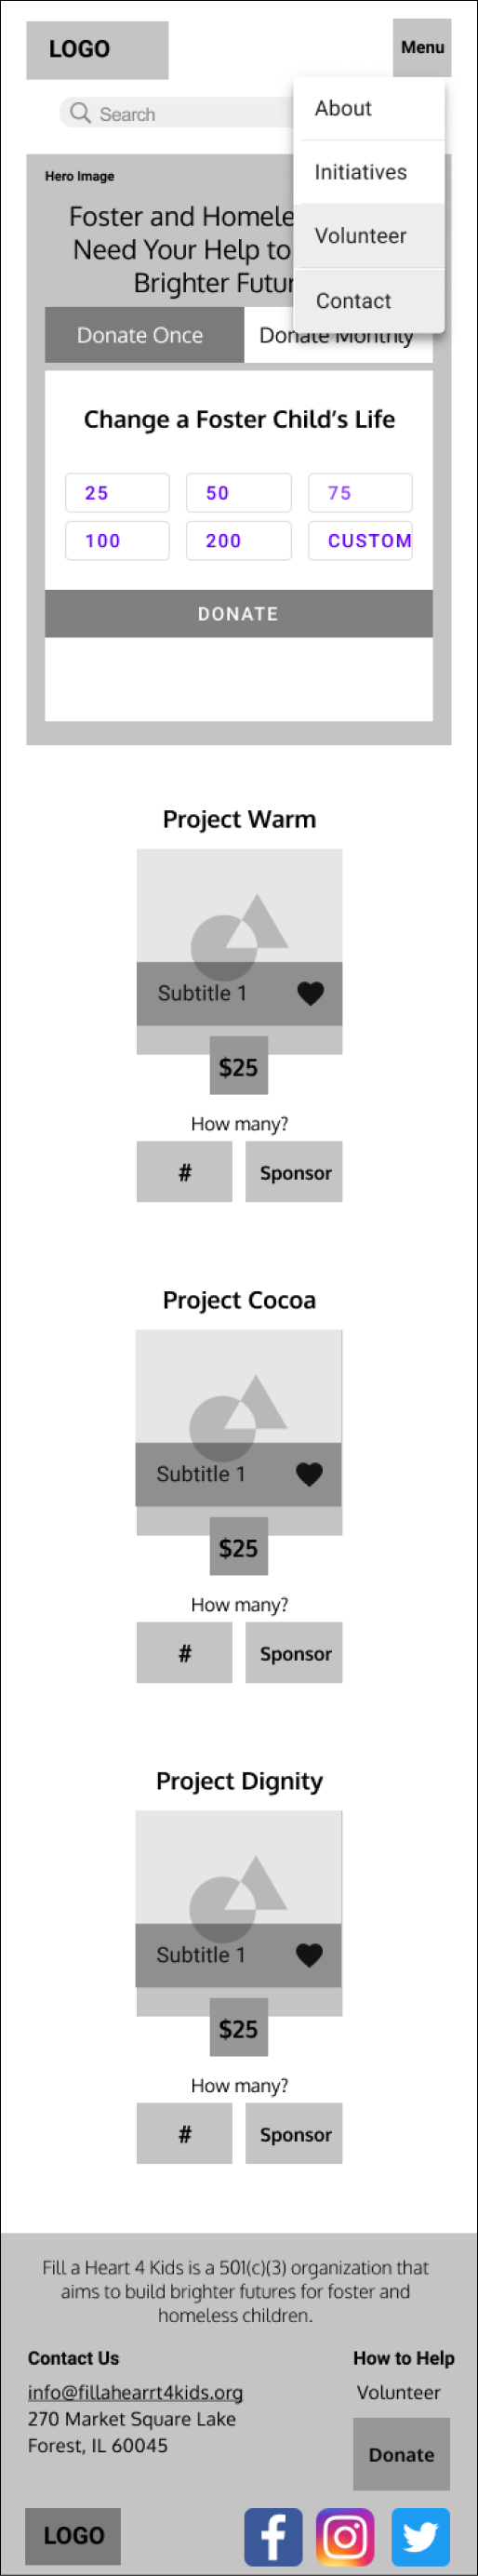 LOGO
Menu
Search
About
Initiatives
Volunteer
Contact
Hero Image
Foster and Homele
Need Your Help to
Brighter Futur
Donate Once
Donate Monthly
Change a Foster Child's Life
25
50
75
100
200
CUSTOM
DONATE
Project Warm
Subtitle 1
$25
How many?
#
Sponsor
Project Cocoa
Subtitle 1
$25
How many?
#
Sponsor
Project Dignity
Subtitle 1
$25
How many?
#
Sponsor
Fill a Heart 4 Kids is a 501(c)(3) organization that
aims to build brighter futures for foster and
homeless children.
Contact Us
info@fillahearrt4kids.org
270 Market Square Lake
Forest, IL 60045
How to Help
Volunteer
Donate
LOGO